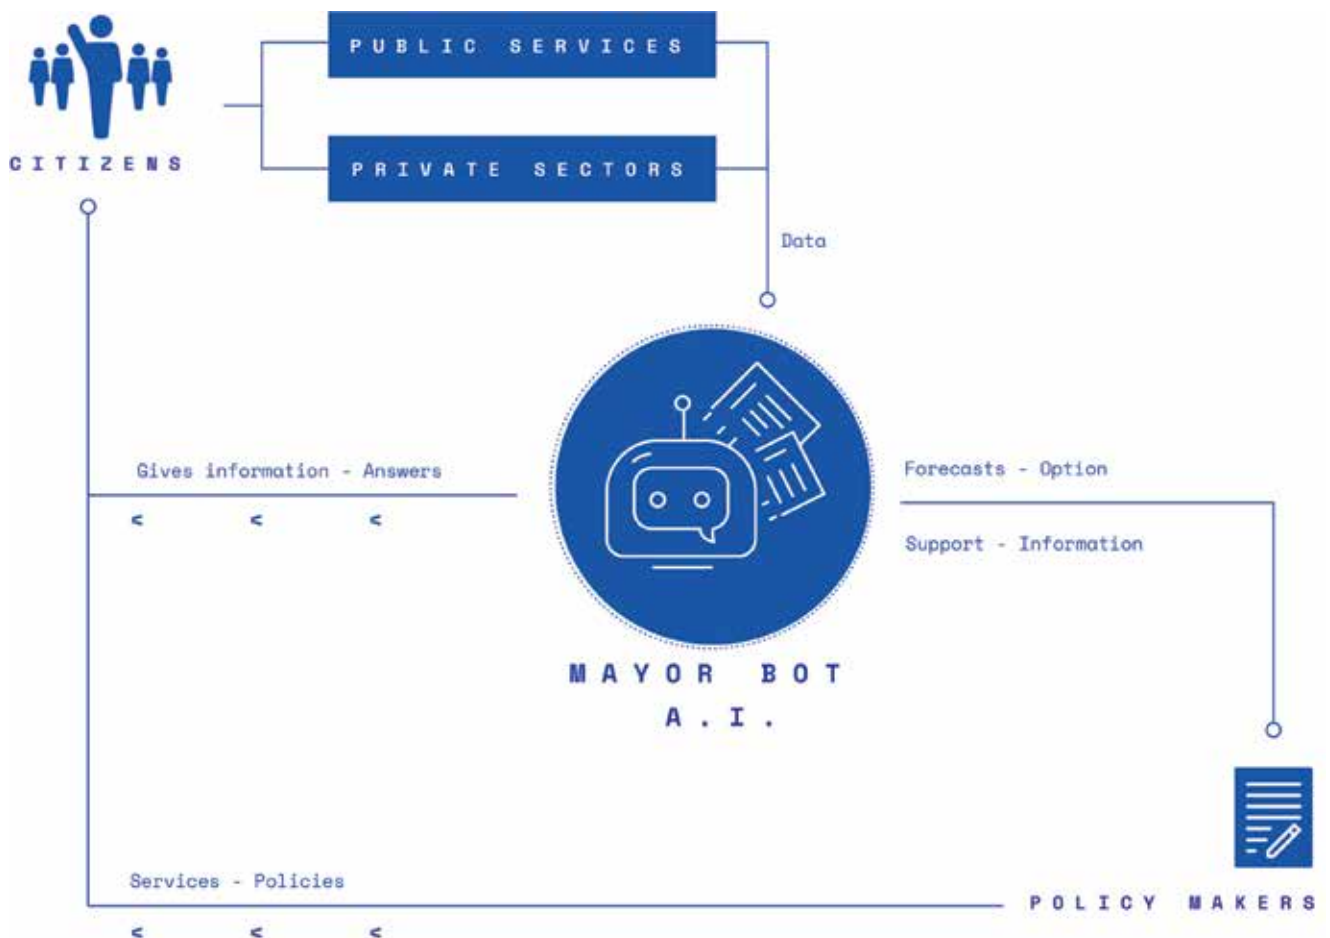 PUBLIC SERVICES
CITIZENS
PRIVATE SECTORS
Data
Gives information - Answers
< < <
Forecasts - Option
Support - Information
MAYOR BOT
A.I.
Services - Policies
POLICY MAKERS
< < <